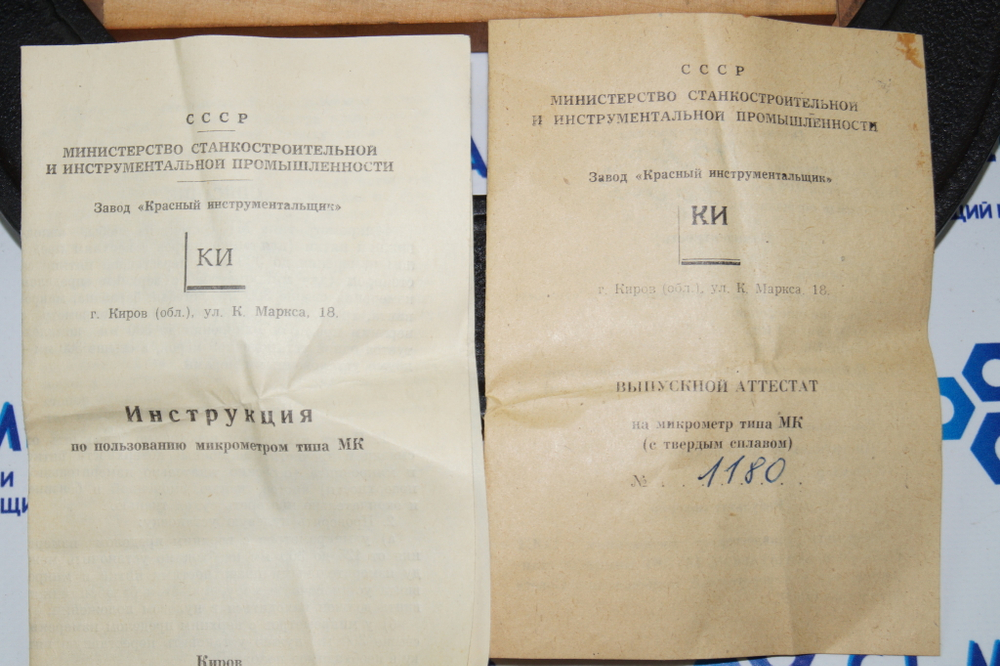 СССР
МИНИСТЕРСТВО СТАНКОСТРОИТЕЛЬНОЙ
И ИНСТРУМЕНТАЛЬНОЙ ПРОМЫШЛЕННОСТИ
Завод «Красный инструментальщик»
КИ
г. Киров (обл.), ул. К. Маркса, 18.
Инструкция
по пользованию микрометром типа МК
Киров
СССР
МИНИСТЕРСТВО СТАНКОСТРОИТЕЛЬНОЙ
И ИНСТРУМЕНТАЛЬНОЙ ПРОМЫШЛЕННОСТИ
Завод «Красный инструментальщик»
КИ
г. Киров (обл.), ул. К. Маркса, 18.
ВЫПУСКНОЙ АТТЕСТАТ
на микрометр типа МК
(с твердым сплавом)
№ 1180